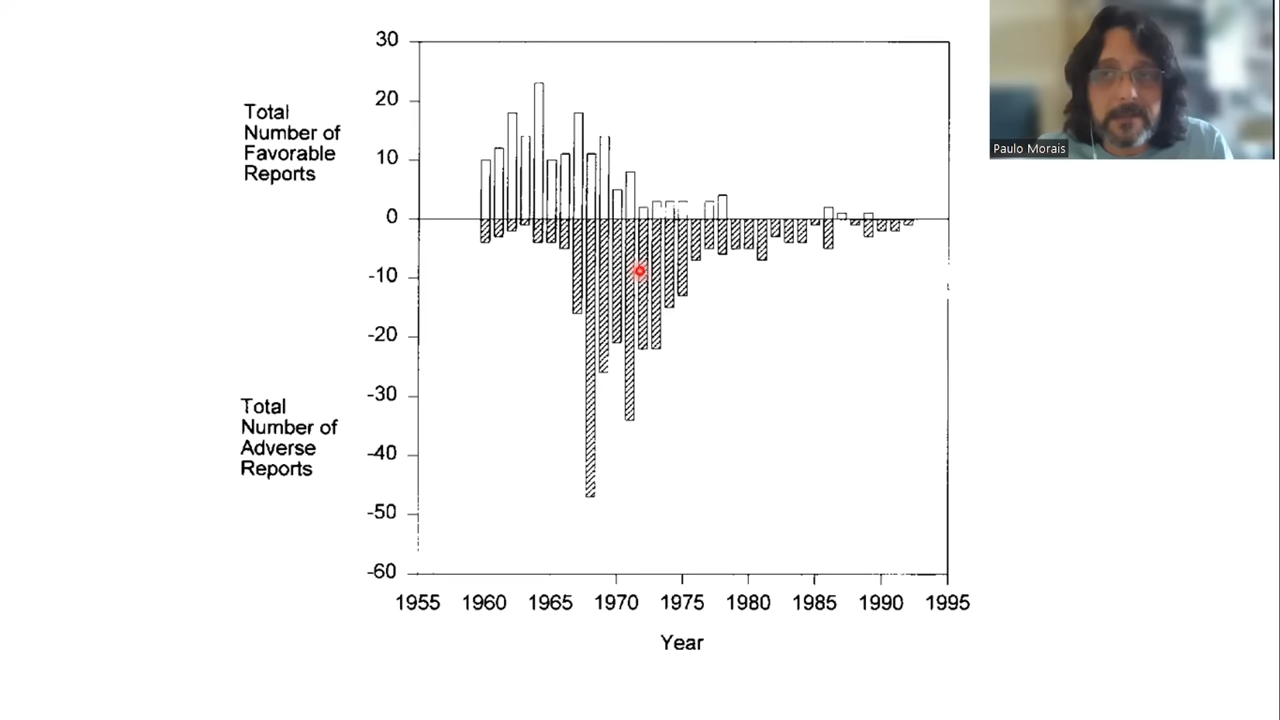 Paulo Morais
30
Total
Number of
Favorable
Reports
20
10
0
-10
-20
-30
Total
Number of
Adverse
Reports
-40
-50
-60
1955 1960 1965 1970 1975 1980 1985 1990 1995
Year